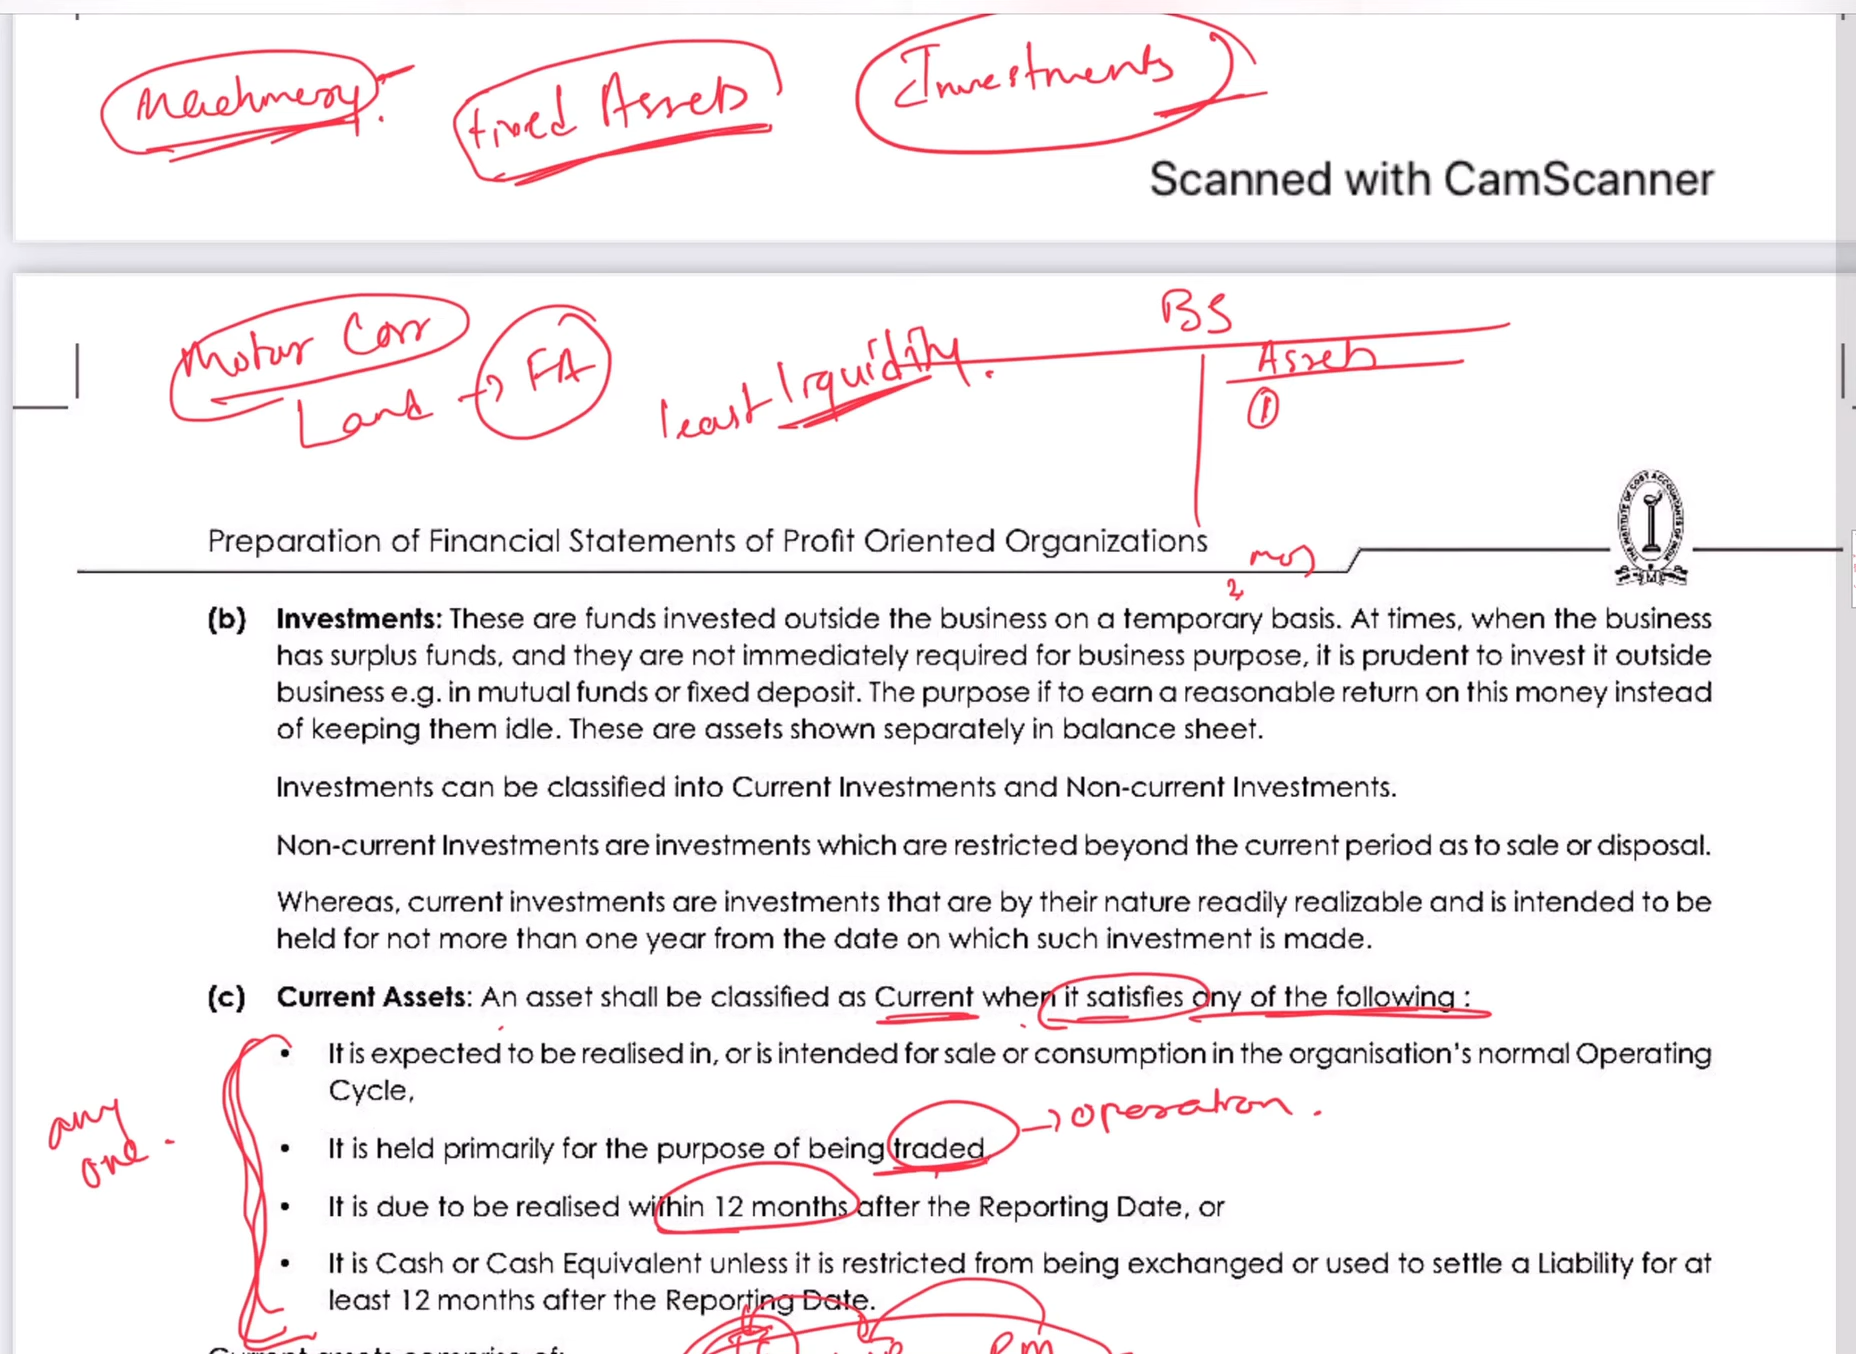 Machinery.
Fixed Assets
Investments
Scanned with CamScanner
BS
Motor Car
Assets
Land → FA
least liquidity.
①
Preparation of Financial Statements of Profit Oriented Organizations
THE INSTITUTE OF COST ACCOUNTANTS OF INDIA
(b) Investments: These are funds invested outside the business on a temporary basis. At times, when the business
has surplus funds, and they are not immediately required for business purpose, it is prudent to invest it outside
business e.g. in mutual funds or fixed deposit. The purpose if to earn a reasonable return on this money instead
of keeping them idle. These are assets shown separately in balance sheet.
Investments can be classified into Current Investments and Non-current Investments.
Non-current Investments are investments which are restricted beyond the current period as to sale or disposal.
Whereas, current investments are investments that are by their nature readily realizable and is intended to be
held for not more than one year from the date on which such investment is made.
(c) Current Assets: An asset shall be classified as Current when it satisfies any of the following :
• It is expected to be realised in, or is intended for sale or consumption in the organisation's normal Operating
Cycle,
any one.
→ operation.
• It is held primarily for the purpose of being traded,
• It is due to be realised within 12 months after the Reporting Date, or
• It is Cash or Cash Equivalent unless it is restricted from being exchanged or used to settle a Liability for at
least 12 months after the Reporting Date.
Current assets comprise of: